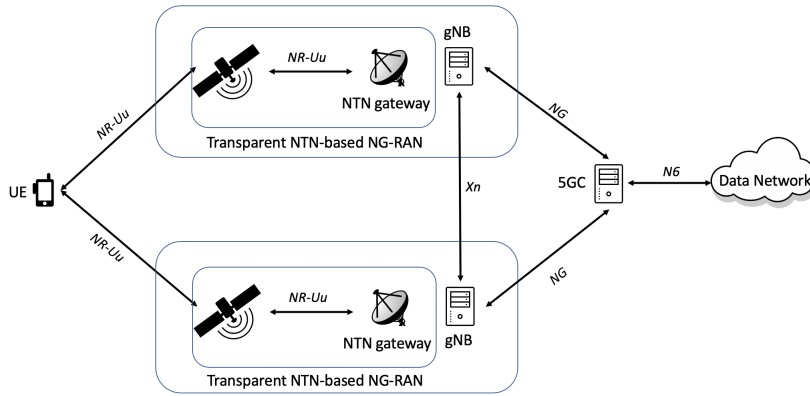 gNB
NR-Uu
NR-Uu
NTN gateway
Transparent NTN-based NG-RAN
NG
UE
Xn
5GC
N6
Data Network
NR-Uu
NR-Uu
NG
NTN gateway
gNB
Transparent NTN-based NG-RAN